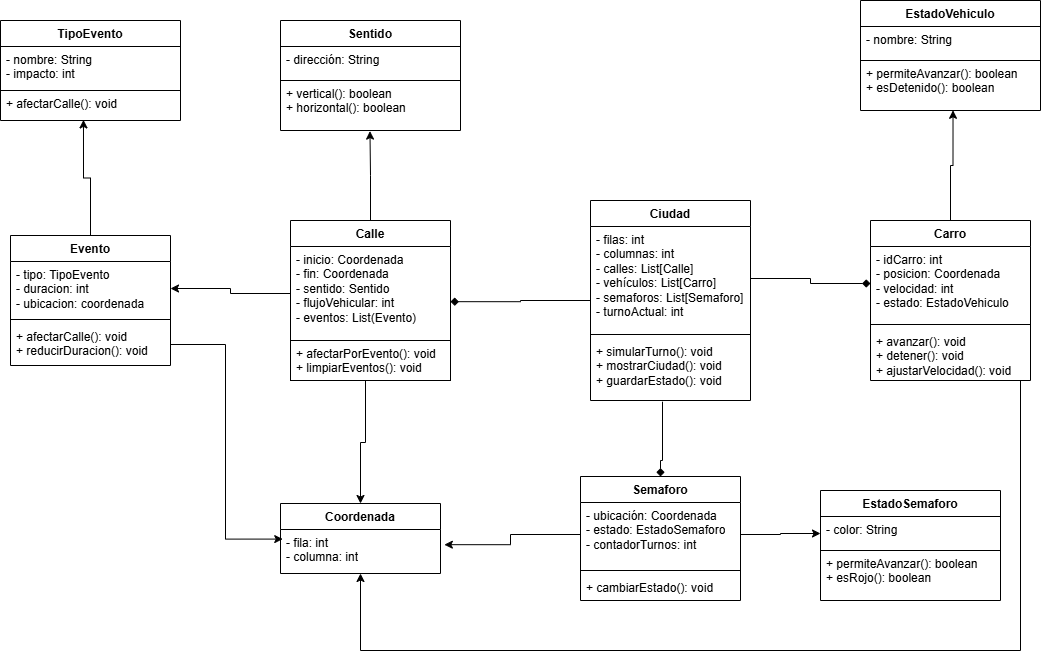 TipoEvento
- nombre: String
- impacto: int
+ afectarCalle(): void
Sentido
- dirección: String
+ vertical(): boolean
+ horizontal(): boolean
EstadoVehiculo
- nombre: String
+ permiteAvanzar(): boolean
+ esDetenido(): boolean
Evento
- tipo: TipoEvento
- duracion: int
- ubicacion: coordenada
+ afectarCalle(): void
+ reducirDuracion(): void
Calle
- inicio: Coordenada
- fin: Coordenada
- sentido: Sentido
- flujoVehicular: int
- eventos: List(Evento)
+ afectarPorEvento(): void
+ limpiarEventos(): void
Ciudad
- filas: int
- columnas: int
- calles: List[Calle]
- vehículos: List[Carro]
- semaforos: List[Semaforo]
- turnoActual: int
+ simularTurno(): void
+ mostrarCiudad(): void
+ guardarEstado(): void
Carro
- idCarro: int
- posicion: Coordenada
- velocidad: int
- estado: EstadoVehiculo
+ avanzar(): void
+ detener(): void
+ ajustarVelocidad(): void
Coordenada
- fila: int
- columna: int
Semaforo
- ubicación: Coordenada
- estado: EstadoSemaforo
- contadorTurnos: int
+ cambiarEstado(): void
EstadoSemaforo
- color: String
+ permiteAvanzar(): boolean
+ esRojo(): boolean